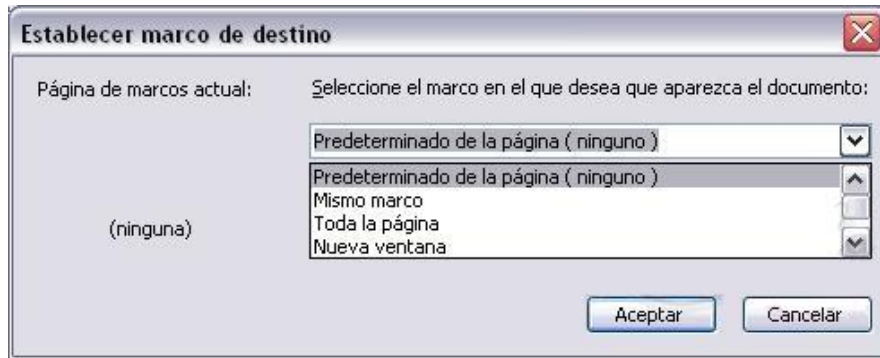 Establecer marco de destino
Página de marcos actual:
Seleccione el marco en el que desea que aparezca el documento:
Predeterminado de la página ( ninguno )
Predeterminado de la página ( ninguno )
Mismo marco
Toda la página
Nueva ventana
(ninguna)
Aceptar
Cancelar